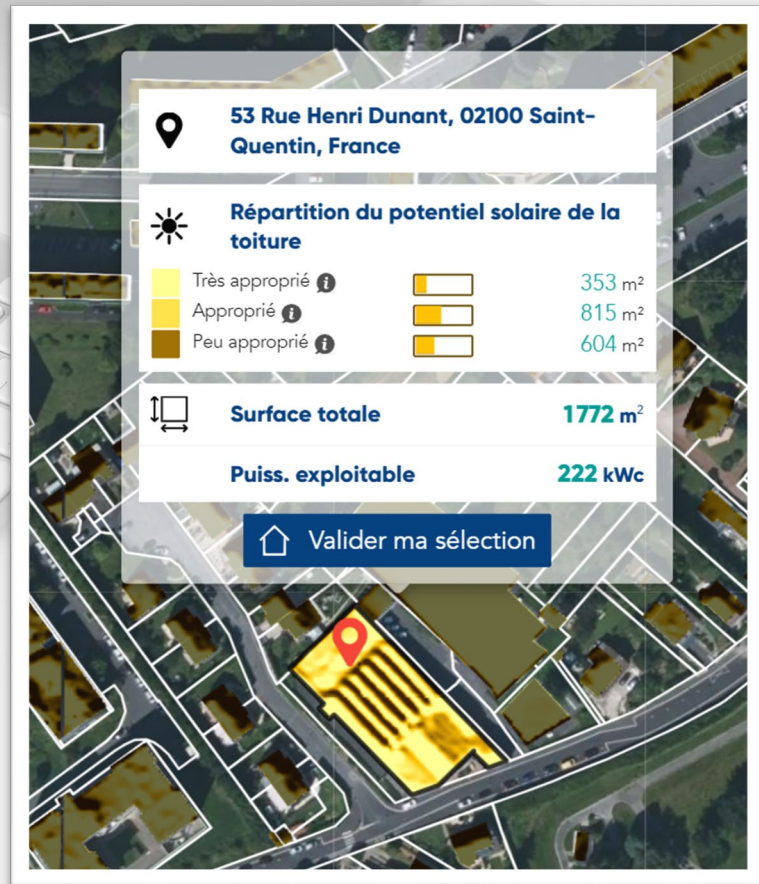 53 Rue Henri Dunant, 02100 Saint-
Quentin, France
Répartition du potentiel solaire de la
toiture
Très approprié i 353 m²
Approprié i 815 m²
Peu approprié i 604 m²
Surface totale 1772 m²
Puiss. exploitable 222 kWc
Valider ma sélection